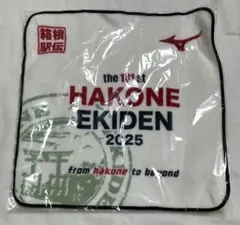 箱根
駅伝
the 101st
HAKONE
EKIDEN
2025
from hakone to beyond